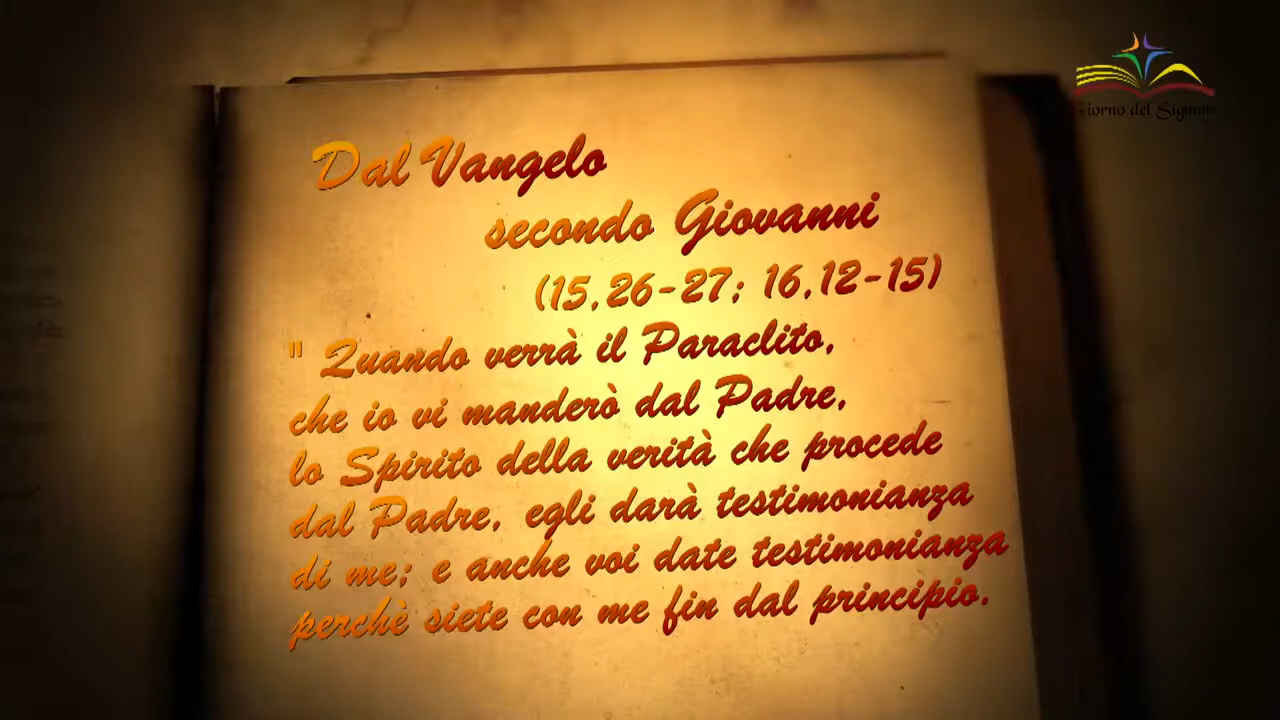 Giorno del Signore
Dal Vangelo
secondo Giovanni
(15,26-27; 16,12-15)
" Quando verrà il Paraclito,
che io vi manderò dal Padre,
lo Spirito della verità che procede
dal Padre, egli darà testimonianza
di me; e anche voi date testimonianza
perchè siete con me fin dal principio.